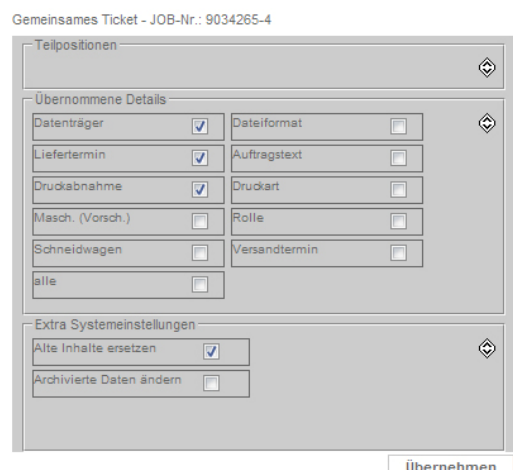 Gemeinsames Ticket - JOB-Nr.: 9034265-4
Teilpositionen
Übernommene Details
Datenträger Dateiformat
Liefertermin Auftragstext
Druckabnahme Druckart
Masch. (Vorsch.) Rolle
Schneidwagen Versandtermin
alle
Extra Systemeinstellungen
Alte Inhalte ersetzen
Archivierte Daten ändern
Übernehmen